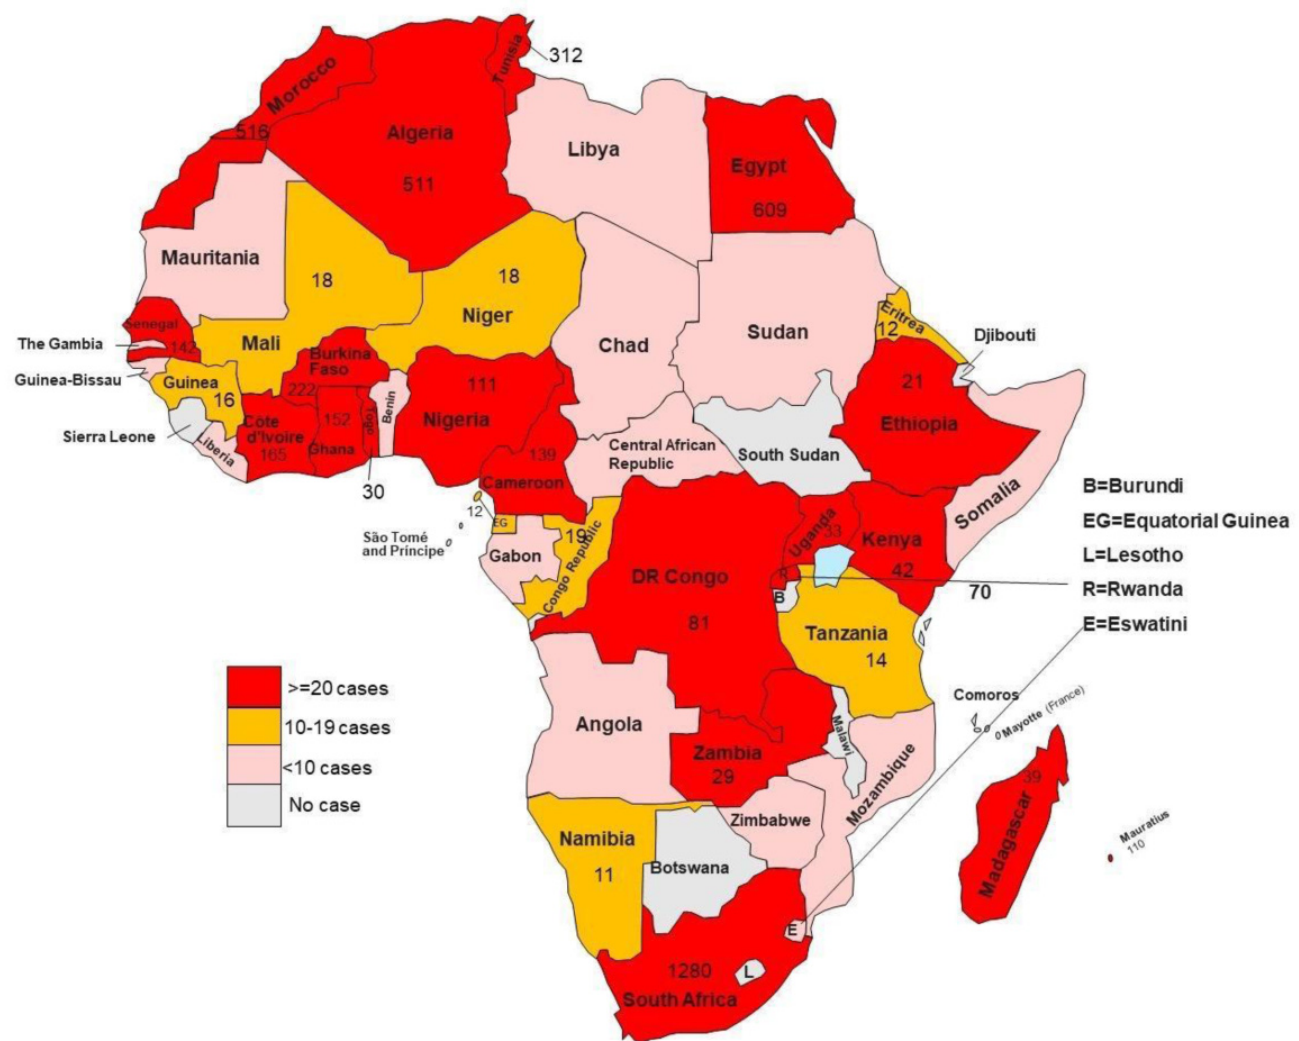 312
Tunisia
Morocco
516
Algeria
511
Libya
Egypt
609
Mauritania
18
18
Niger
Mali
Chad
Sudan
Eritrea
12
Djibouti
Senegal
142
The Gambia
Guinea-Bissau
Guinea
16
Burkina
Faso
222
Benin
111
Nigeria
21
Ethiopia
Sierra Leone
Liberia
Côte
d'Ivoire
165
152
Ghana
Togo
30
139
Cameroon
Central African
Republic
South Sudan
Somalia
12
EG
São Tomé
and Príncipe
Gabon
19
Congo Republic
DR Congo
81
Uganda
33
Kenya
42
R
B
70
B=Burundi
EG=Equatorial Guinea
L=Lesotho
R=Rwanda
E=Eswatini
Tanzania
14
Comoros
Mayotte (France)
>=20 cases
10-19 cases
<10 cases
No case
Angola
Zambia
29
Malawi
Mozambique
39
Madagascar
Mauratius
110
Namibia
11
Zimbabwe
Botswana
E
L
1280
South Africa